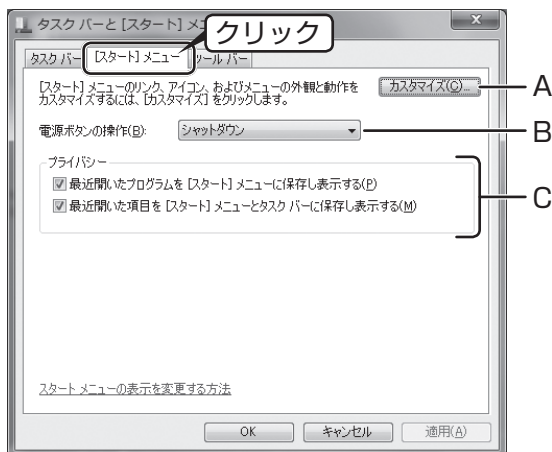 タスク バーと [スタート] メ
クリック
タスク バー [スタート] メニュー ツール バー
[スタート] メニューのリンク、アイコン、およびメニューの外観と動作を
カスタマイズするには、[カスタマイズ] をクリックします。
カスタマイズ(C)...
A
電源ボタンの操作(B): シャットダウン
B
プライバシー
最近開いたプログラムを [スタート] メニューに保存し表示する(P)
最近開いた項目を [スタート] メニューとタスク バーに保存し表示する(M)
C
スタート メニューの表示を変更する方法
OK キャンセル 適用(A)